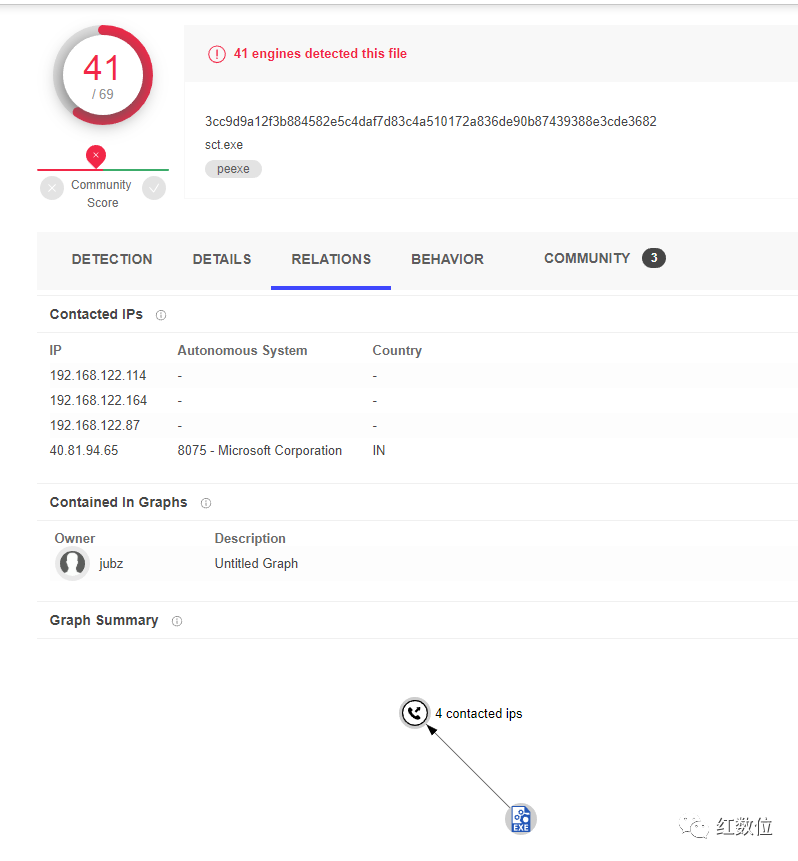 41
/ 69
41 engines detected this file
3cc9d9a12f3b884582e5c4daf7d83c4a510172a836de90b87439388e3cde3682
sct.exe
peexe
Community
Score
DETECTION DETAILS RELATIONS BEHAVIOR COMMUNITY 3
Contacted IPs
IP Autonomous System Country
192.168.122.114 - -
192.168.122.164 - -
192.168.122.87 - -
40.81.94.65 8075 - Microsoft Corporation IN
Contained In Graphs
Owner Description
jubz Untitled Graph
Graph Summary
4 contacted ips
EXE
红数位